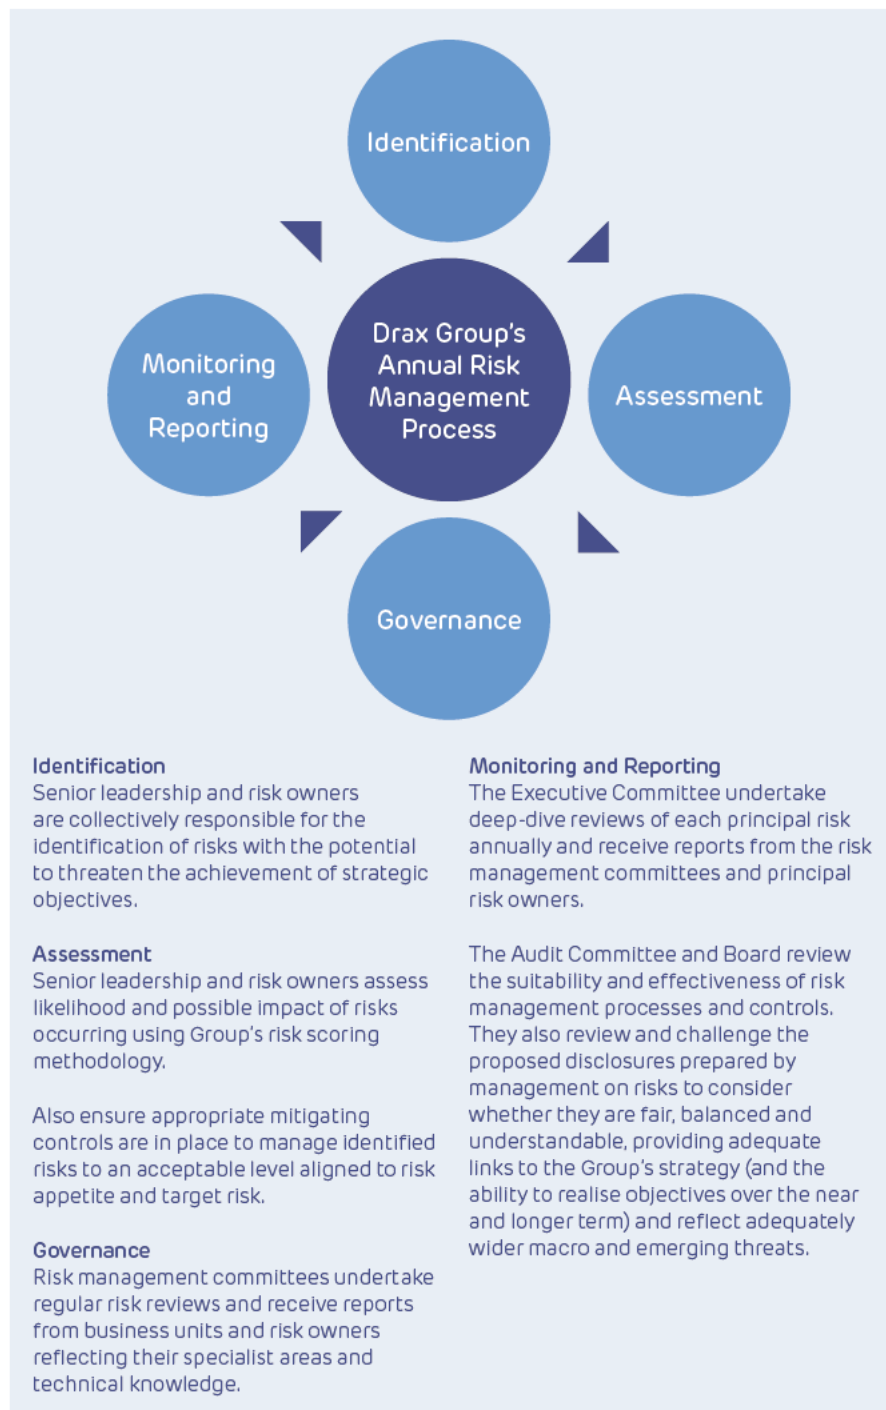 Identification
Drax Group's
Annual Risk
Management
Process
Monitoring
and
Reporting
Assessment
Governance
Identification
Senior leadership and risk owners
are collectively responsible for the
identification of risks with the potential
to threaten the achievement of strategic
objectives.
Assessment
Senior leadership and risk owners assess
likelihood and possible impact of risks
occurring using Group's risk scoring
methodology.
Also ensure appropriate mitigating
controls are in place to manage identified
risks to an acceptable level aligned to risk
appetite and target risk.
Governance
Risk management committees undertake
regular risk reviews and receive reports
from business units and risk owners
reflecting their specialist areas and
technical knowledge.
Monitoring and Reporting
The Executive Committee undertake
deep-dive reviews of each principal risk
annually and receive reports from the risk
management committees and principal
risk owners.
The Audit Committee and Board review
the suitability and effectiveness of risk
management processes and controls.
They also review and challenge the
proposed disclosures prepared by
management on risks to consider
whether they are fair, balanced and
understandable, providing adequate
links to the Group's strategy (and the
ability to realise objectives over the near
and longer term) and reflect adequately
wider macro and emerging threats.